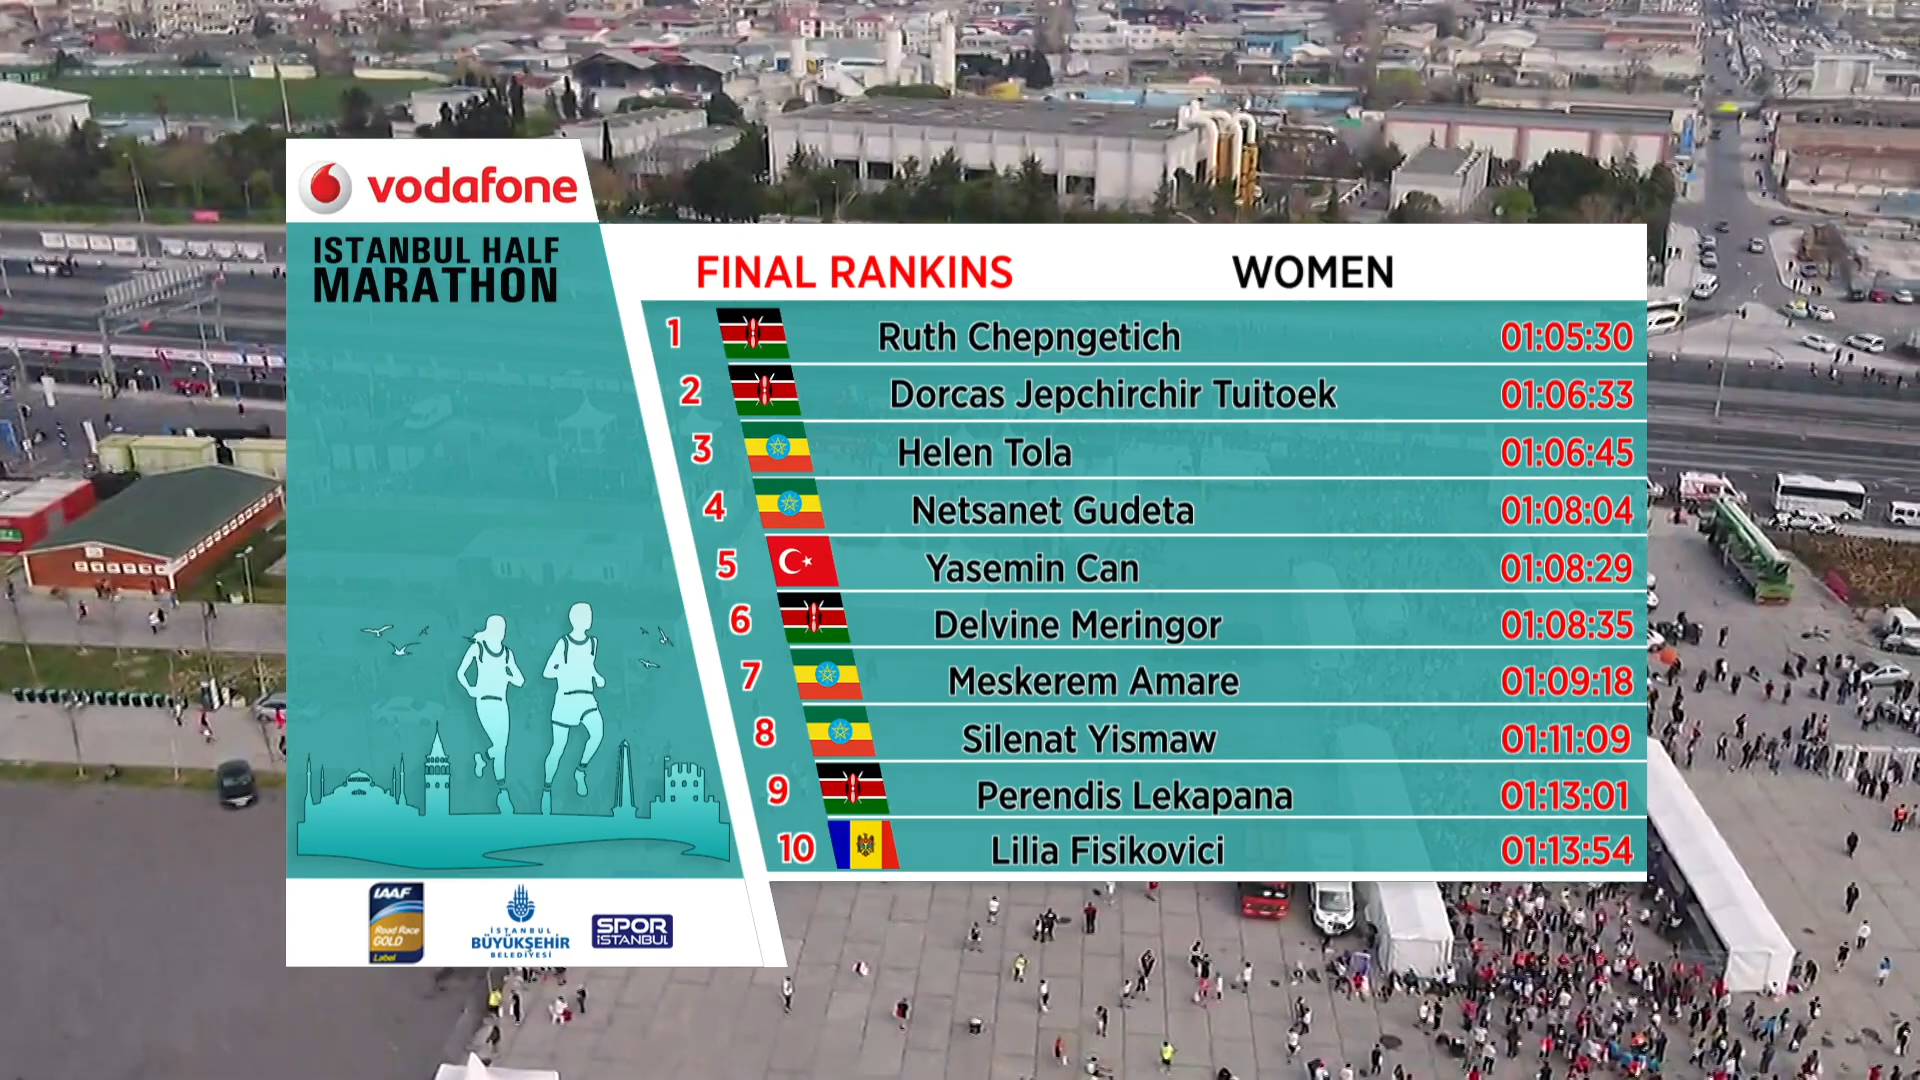 vodafone
ISTANBUL HALF
MARATHON
FINAL RANKINS WOMEN
1 Ruth Chepngetich 01:05:30
2 Dorcas Jepchirchir Tuitoek 01:06:33
3 Helen Tola 01:06:45
4 Netsanet Gudeta 01:08:04
5 Yasemin Can 01:08:29
6 Delvine Meringor 01:08:35
7 Meskerem Amare 01:09:18
8 Silenat Yismaw 01:11:09
9 Perendis Lekapana 01:13:01
10 Lilia Fisikovici 01:13:54
IAAF
Road Race
GOLD
Label
İSTANBUL
BÜYÜKŞEHİR
BELEDİYESİ
SPOR
İSTANBUL